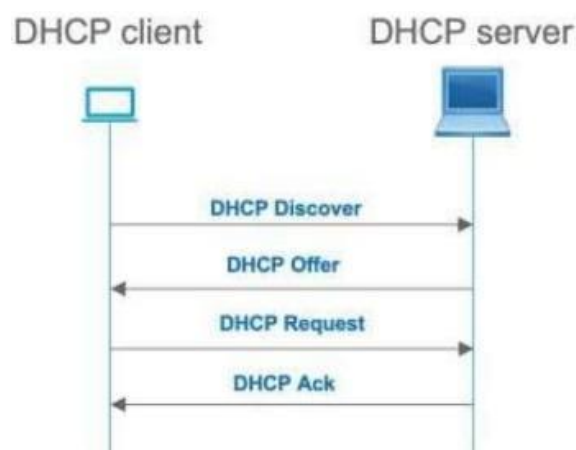 DHCP client
DHCP server
DHCP Discover
DHCP Offer
DHCP Request
DHCP Ack